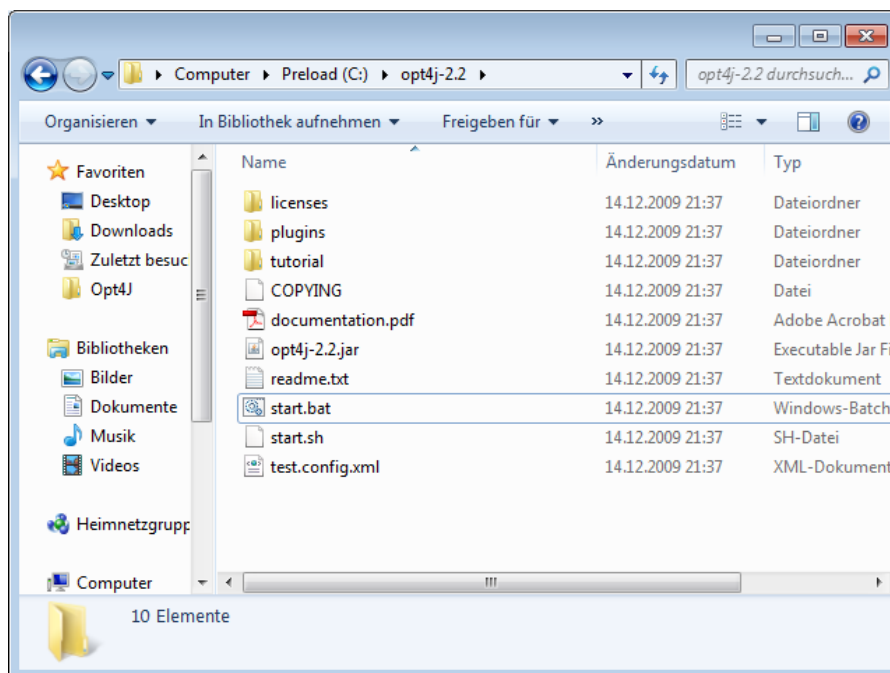 Computer Preload (C:) opt4j-2.2 opt4j-2.2 durchsuch...
Organisieren In Bibliothek aufnehmen Freigeben für »
Name Änderungsdatum Typ
Favoriten
Desktop
Downloads
Zuletzt besuc
Opt4J
Bibliotheken
Bilder
Dokumente
Musik
Videos
Heimnetzgrupp
Computer
licenses 14.12.2009 21:37 Dateiordner
plugins 14.12.2009 21:37 Dateiordner
tutorial 14.12.2009 21:37 Dateiordner
COPYING 14.12.2009 21:37 Datei
documentation.pdf 14.12.2009 21:37 Adobe Acrobat
opt4j-2.2.jar 14.12.2009 21:37 Executable Jar Fi
readme.txt 14.12.2009 21:37 Textdokument
start.bat 14.12.2009 21:37 Windows-Batch
start.sh 14.12.2009 21:37 SH-Datei
test.config.xml 14.12.2009 21:37 XML-Dokument
10 Elemente